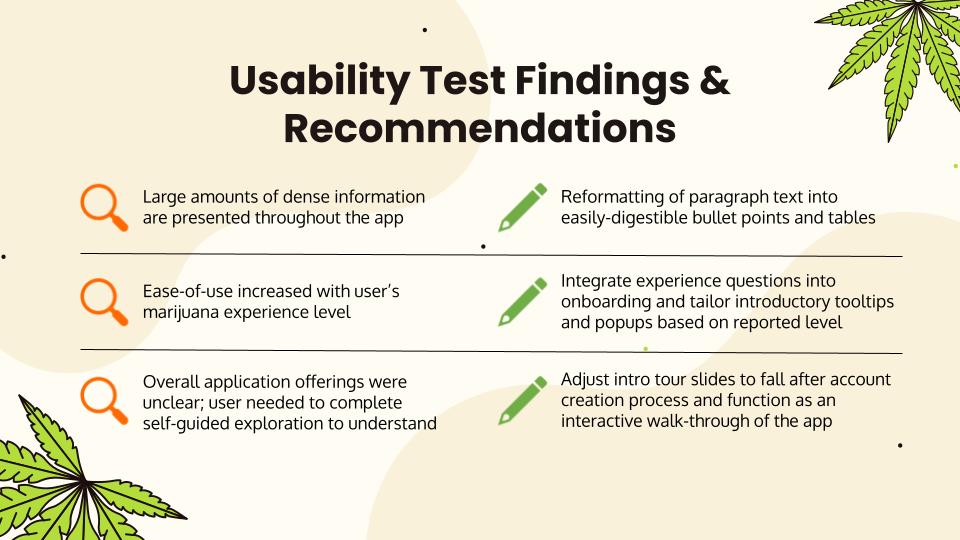 Usability Test Findings &
Recommendations
Large amounts of dense information
are presented throughout the app
Reformatting of paragraph text into
easily-digestible bullet points and tables
Ease-of-use increased with user’s
marijuana experience level
Integrate experience questions into
onboarding and tailor introductory tooltips
and popups based on reported level
Overall application offerings were
unclear; user needed to complete
self-guided exploration to understand
Adjust intro tour slides to fall after account
creation process and function as an
interactive walk-through of the app